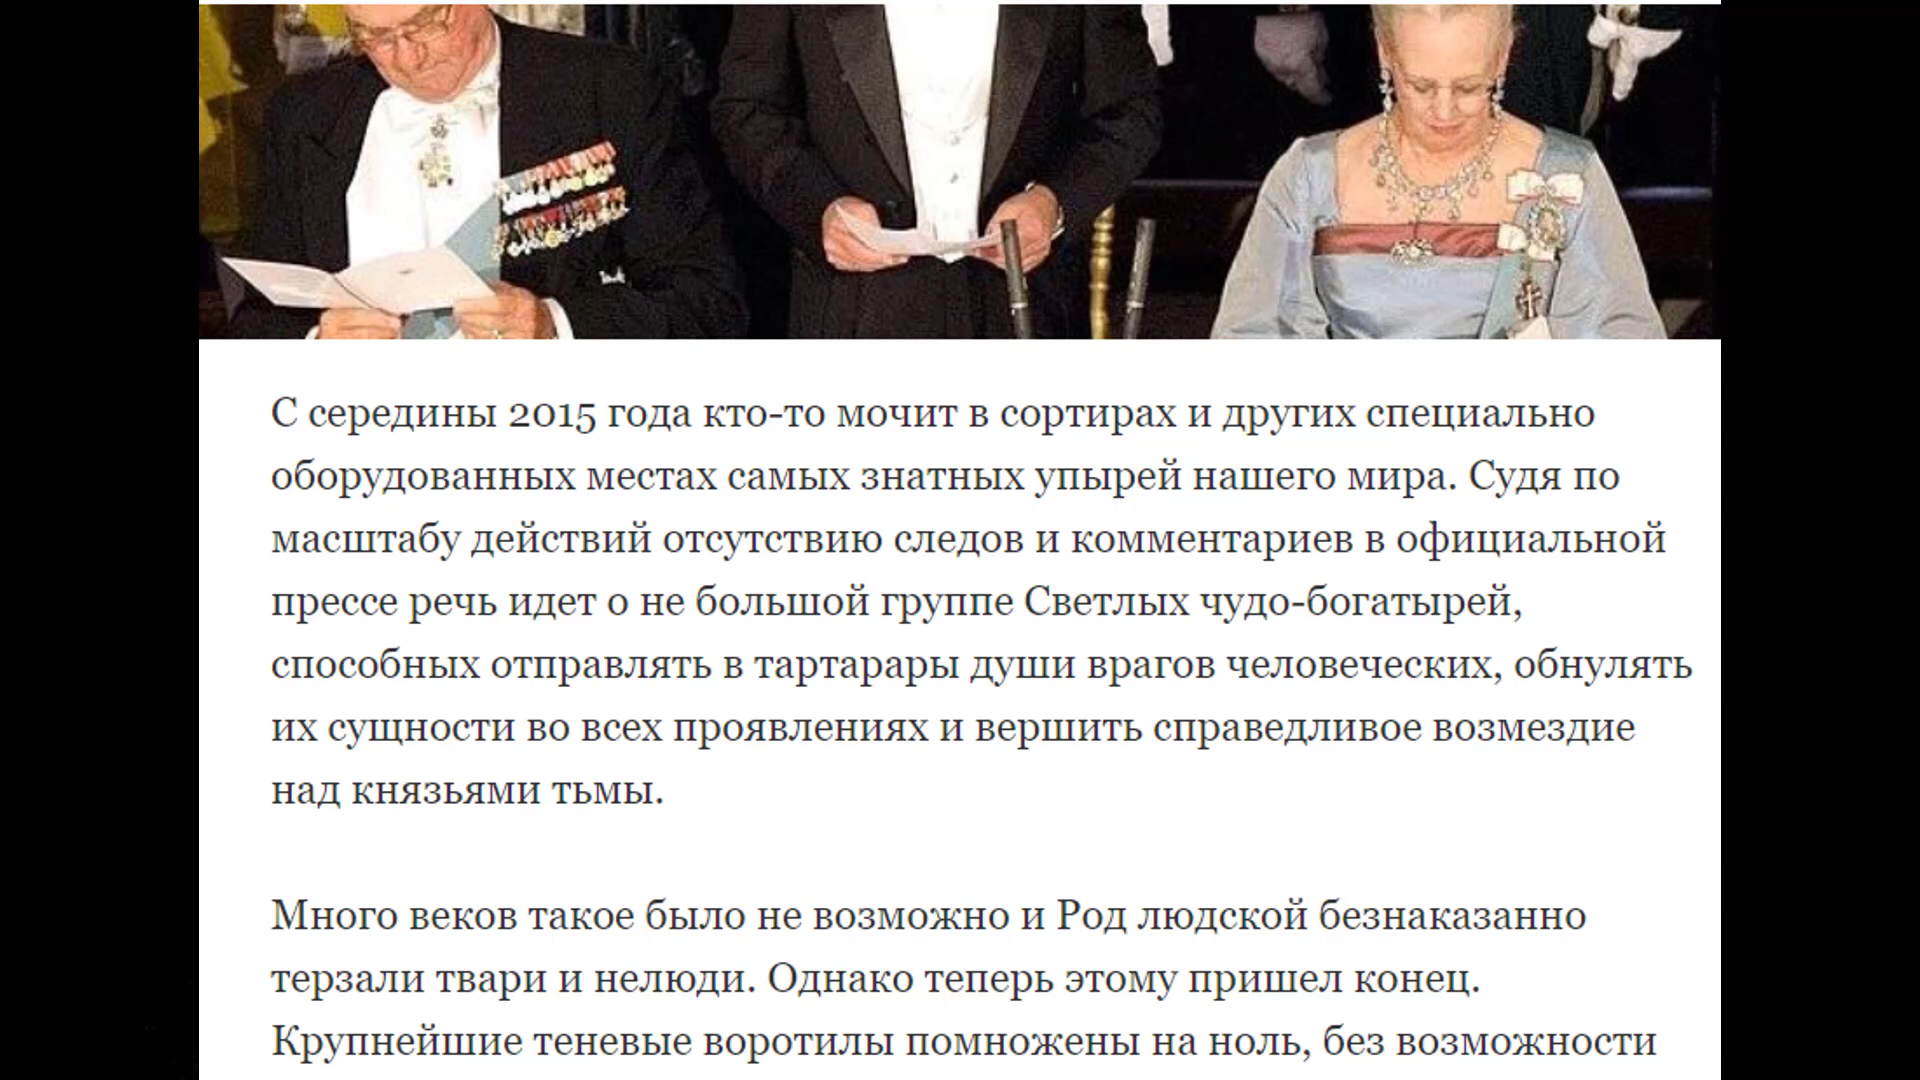 С середины 2015 года кто-то мочит в сортирах и других специально
оборудованных местах самых знатных упырей нашего мира. Судя по
масштабу действий отсутствию следов и комментариев в официальной
прессе речь идет о не большой группе Светлых чудо-богатырей,
способных отправлять в тартарары души врагов человеческих, обнулять
их сущности во всех проявлениях и вершить справедливое возмездие
над князьями тьмы.
Много веков такое было не возможно и Род людской безнаказанно
терзали твари и нелюди. Однако теперь этому пришел конец.
Крупнейшие теневые воротилы помножены на ноль, без возможности